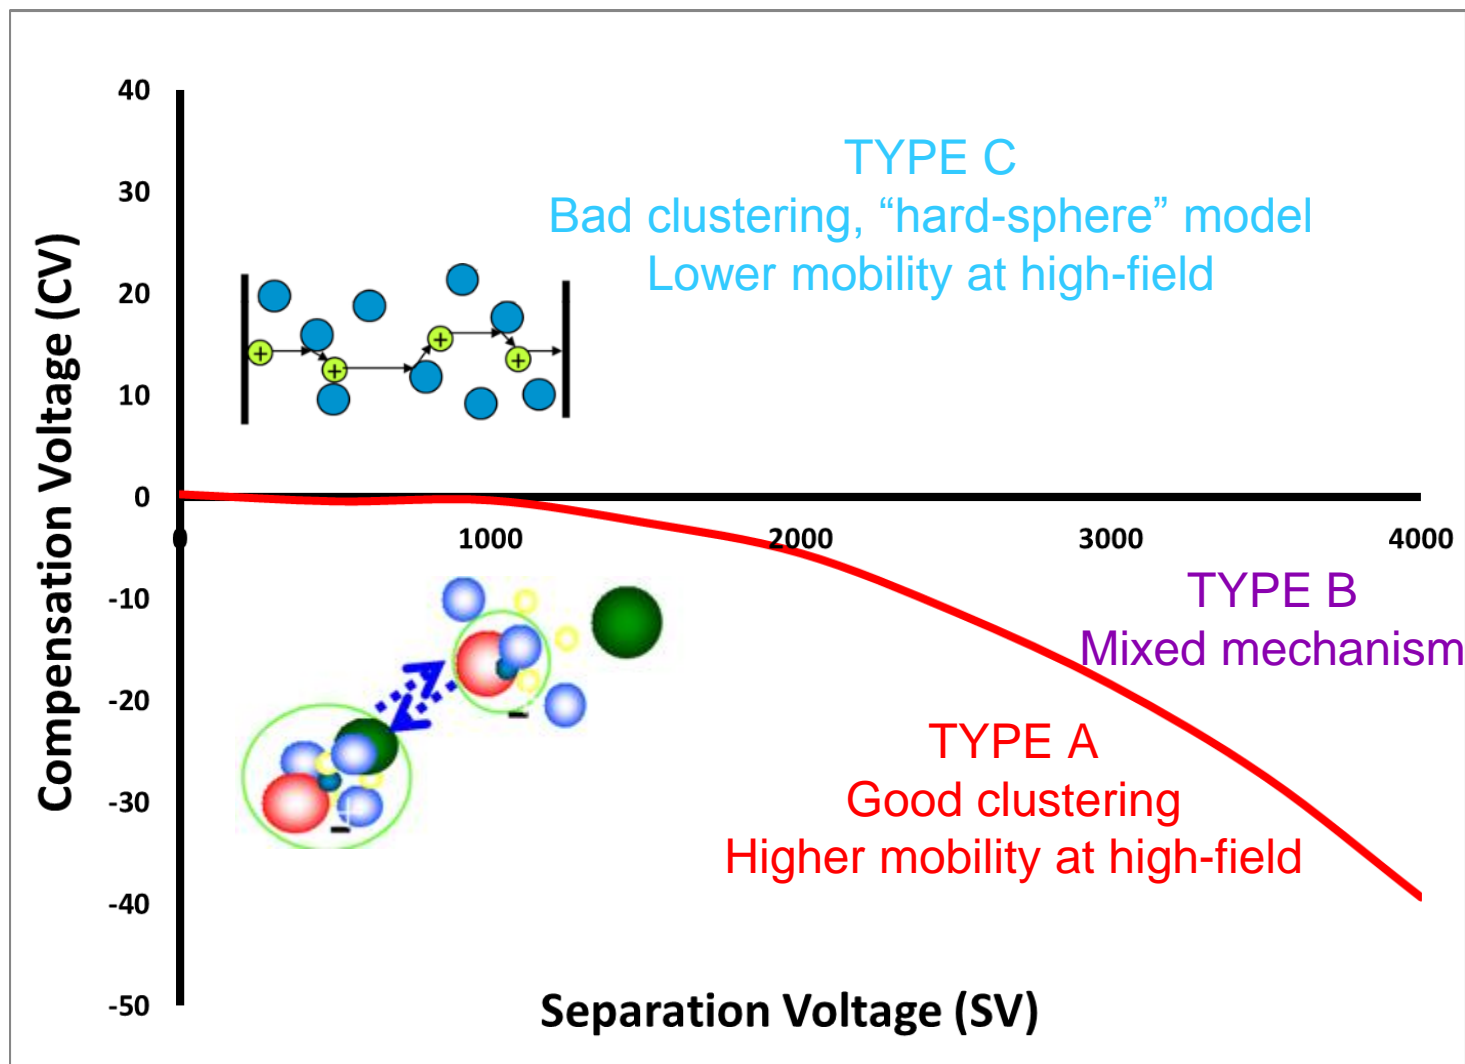 40
TYPE C
30
Bad clustering, “hard-sphere” model
Lower mobility at high-field
20
+
+
+
+
10
Compensation Voltage (CV)
0
0
1000
2000
3000
4000
-10
TYPE B
Mixed mechanism
-20
-
TYPE A
Good clustering
-30
-
Higher mobility at high-field
-40
-50
Separation Voltage (SV)